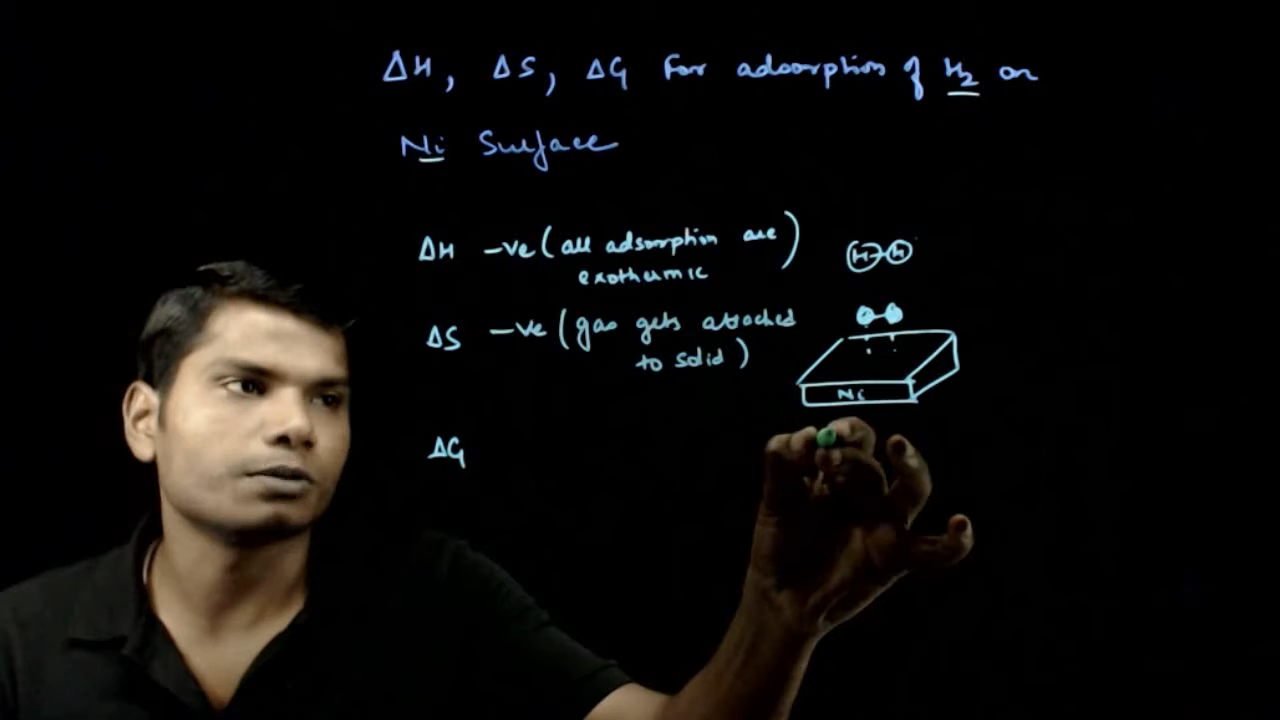 ΔH, ΔS, ΔG for adsorption of H2 on
Ni Surface
ΔH -ve (all adsorption are)
exothermic
H H
ΔS -ve (gas gets attached
to solid)
Ni
ΔG